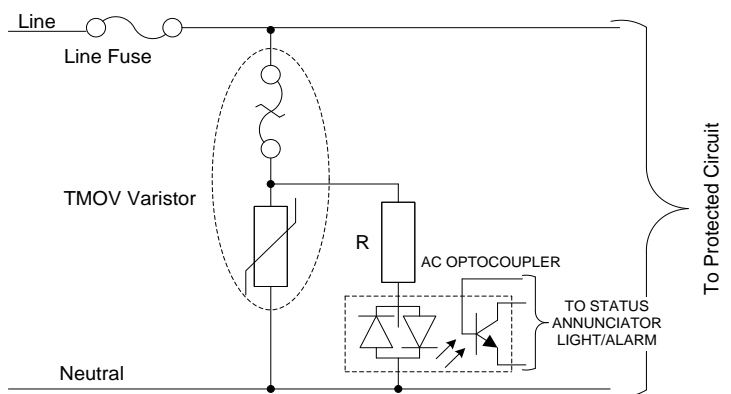 Line
Line Fuse
TMOV Varistor
R
AC OPTOCOUPLER
TO STATUS
ANNUNCIATOR
LIGHT/ALARM
To Protected Circuit
Neutral